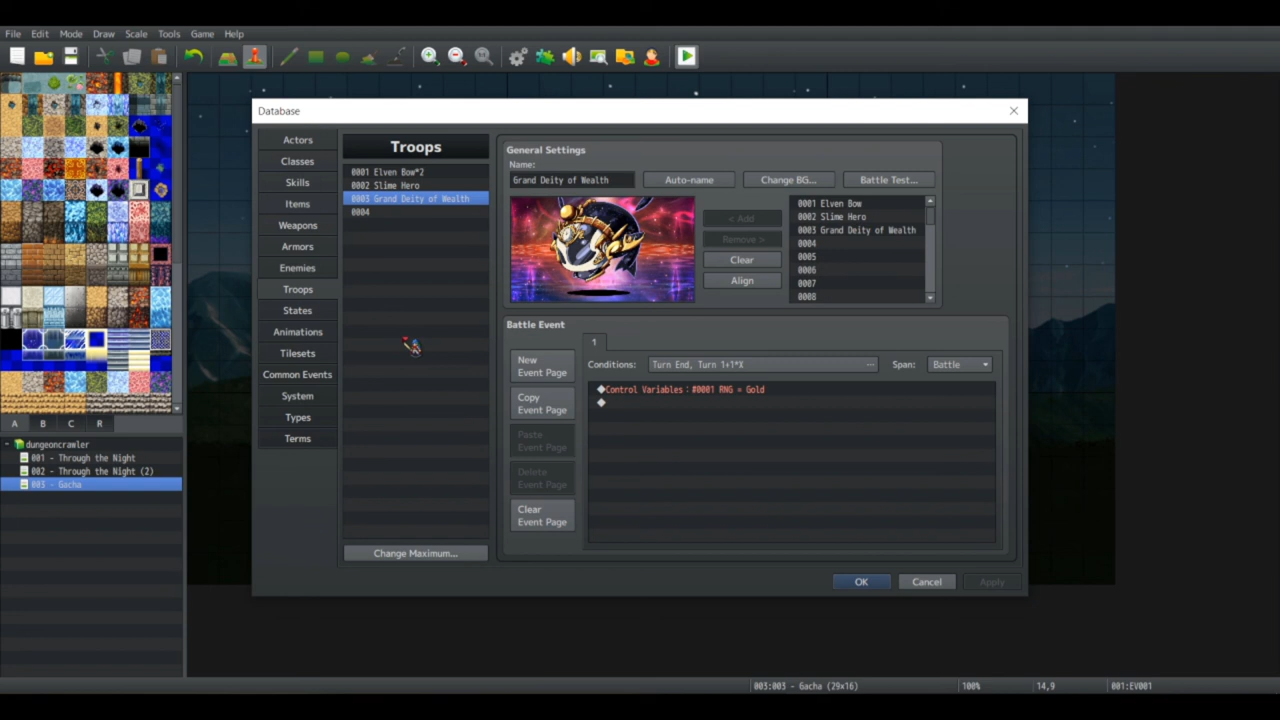 File Edit Mode Draw Scale Tools Game Help
Database
Actors
Classes
Skills
Items
Weapons
Armors
Enemies
Troops
States
Animations
Tilesets
Common Events
System
Types
Terms
Troops
0001 Elven Bow*2
0002 Slime Hero
0003 Grand Deity of Wealth
0004
Change Maximum...
General Settings
Name:
Grand Deity of Wealth
Auto-name
Change BG...
Battle Test...
< Add
Remove >
Clear
Align
0001 Elven Bow
0002 Slime Hero
0003 Grand Deity of Wealth
0004
0005
0006
0007
0008
Battle Event
1
New
Event Page
Copy
Event Page
Paste
Event Page
Delete
Event Page
Clear
Event Page
Conditions: Turn End, Turn 1+1*X ... Span: Battle
◆Control Variables：#0001 RNG = Gold
◆
OK Cancel Apply
A B C R
dungeoncrawler
001 - Through the Night
002 - Through the Night (2)
003 - Gacha
003:003 - Gacha (29x16) 100% 14,9 001:EV001